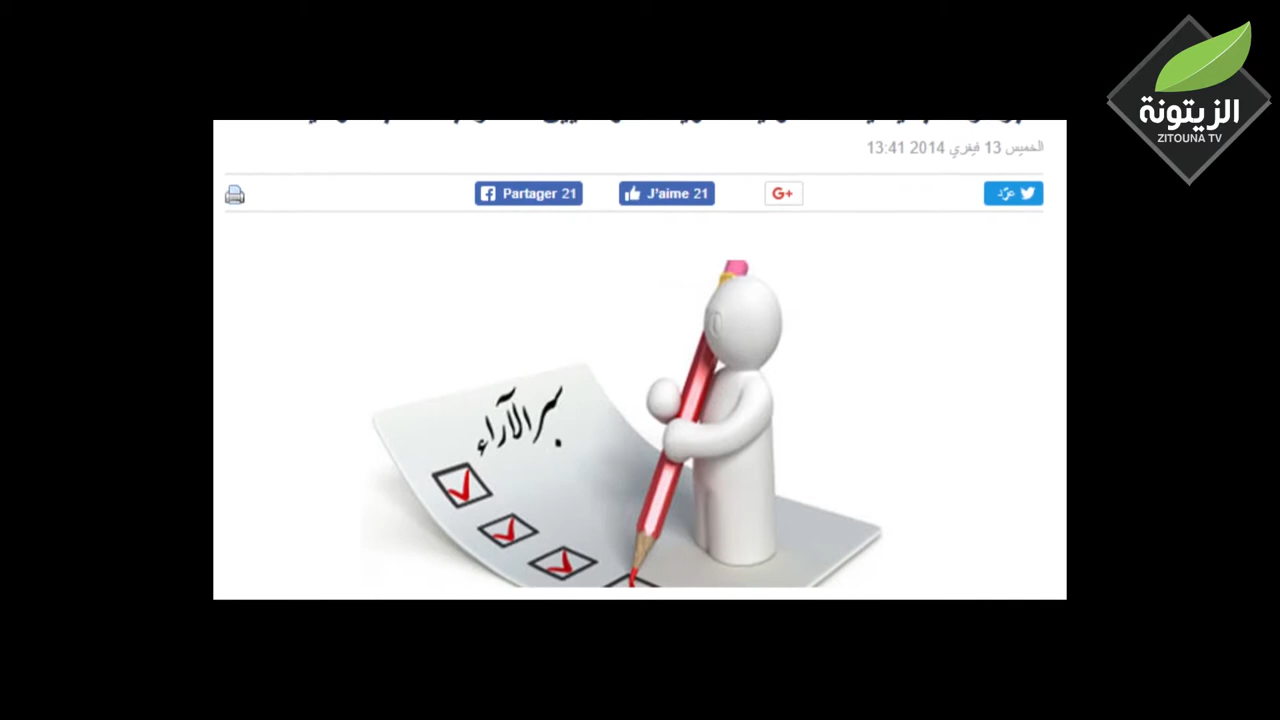 الزيتونة
ZITOUNA TV
الخميس 13 فيفري 2014 13:41
Partager 21
J'aime 21
G+
غرّد
سبر الآراء